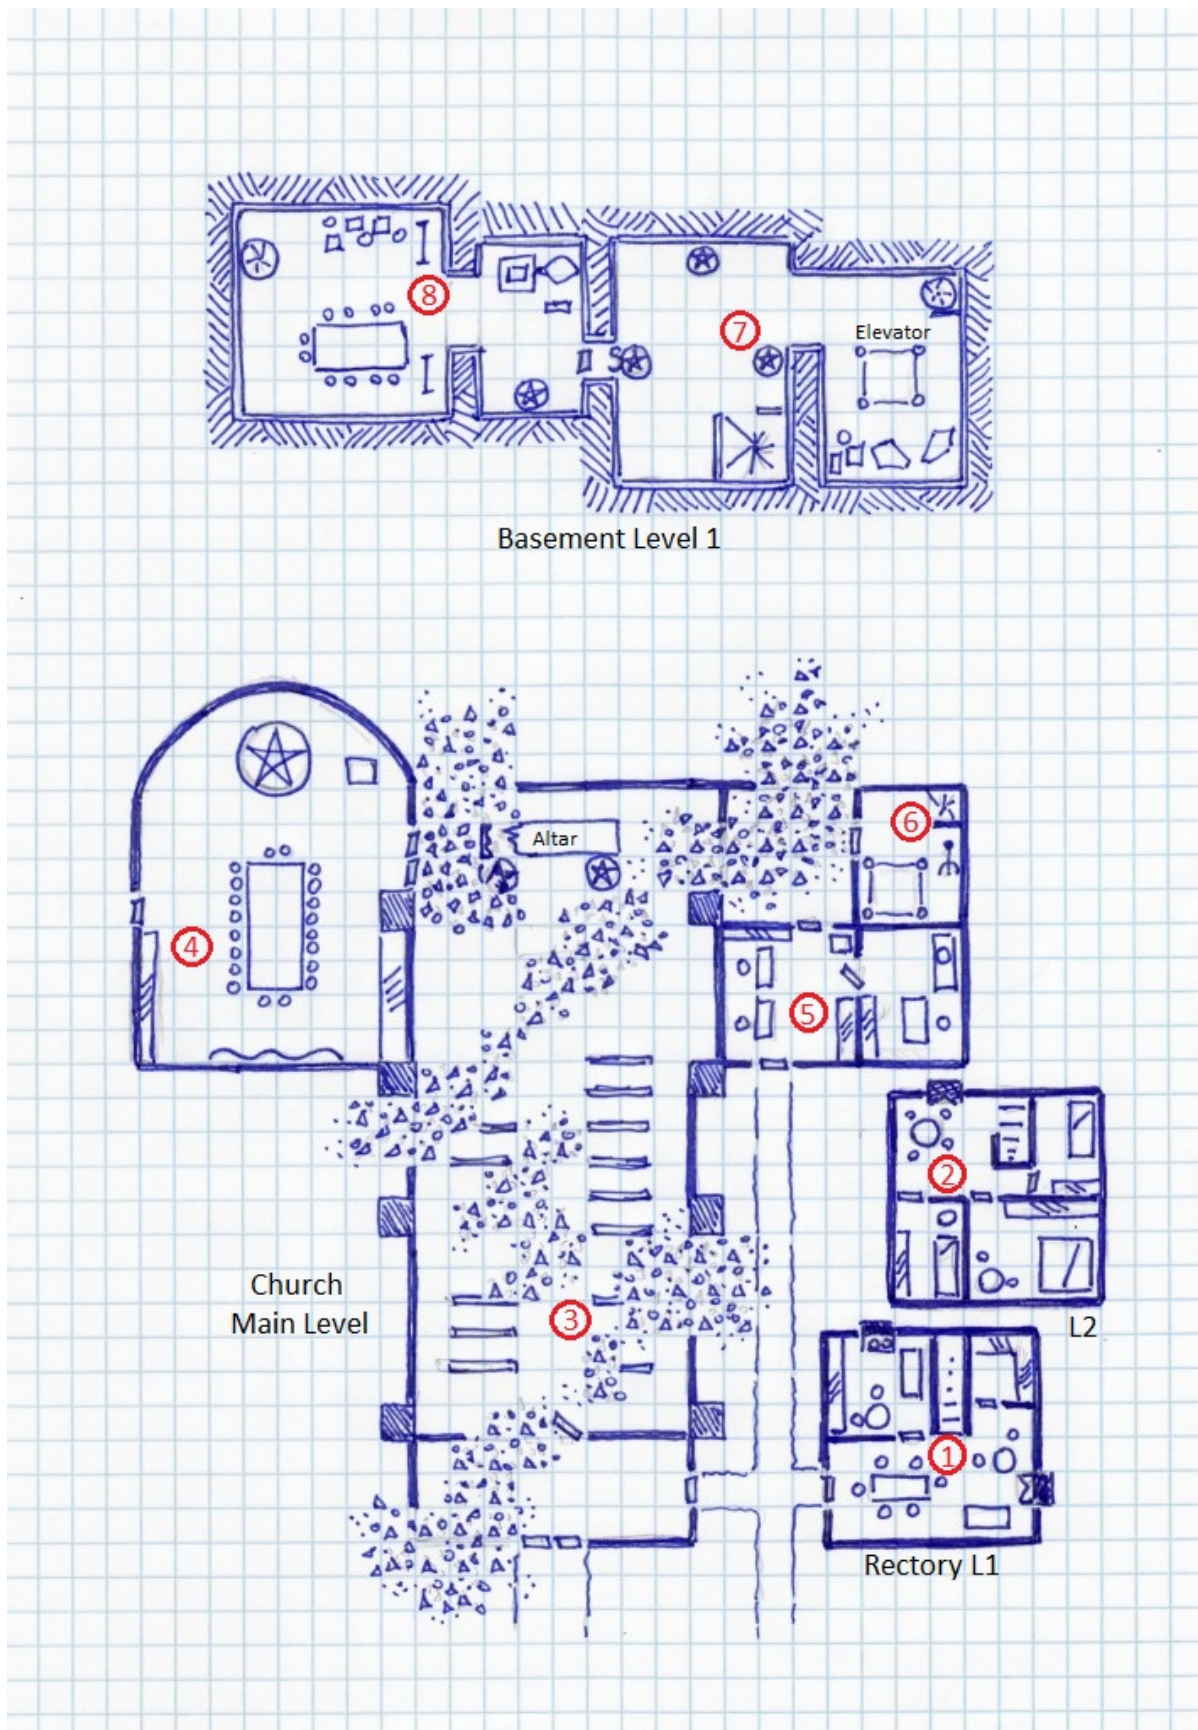 8
7
Elevator
S
Basement Level 1
6
Altar
4
5
2
Church
Main Level
3
L2
1
Rectory L1